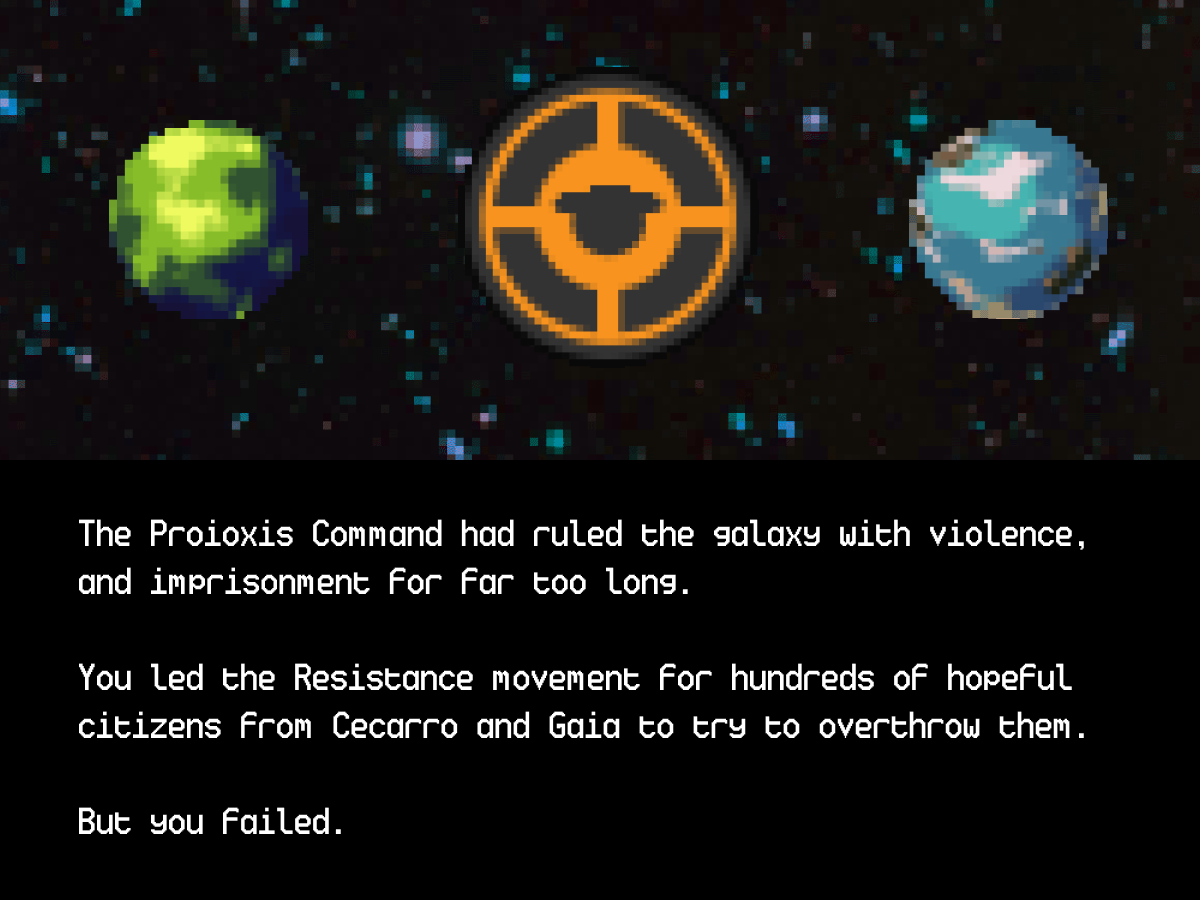 The Proioxis Command had ruled the galaxy with violence,
and imprisonment for far too long.
You led the Resistance movement for hundreds of hopeful
citizens from Cecarro and Gaia to try to overthrow them.
But you failed.